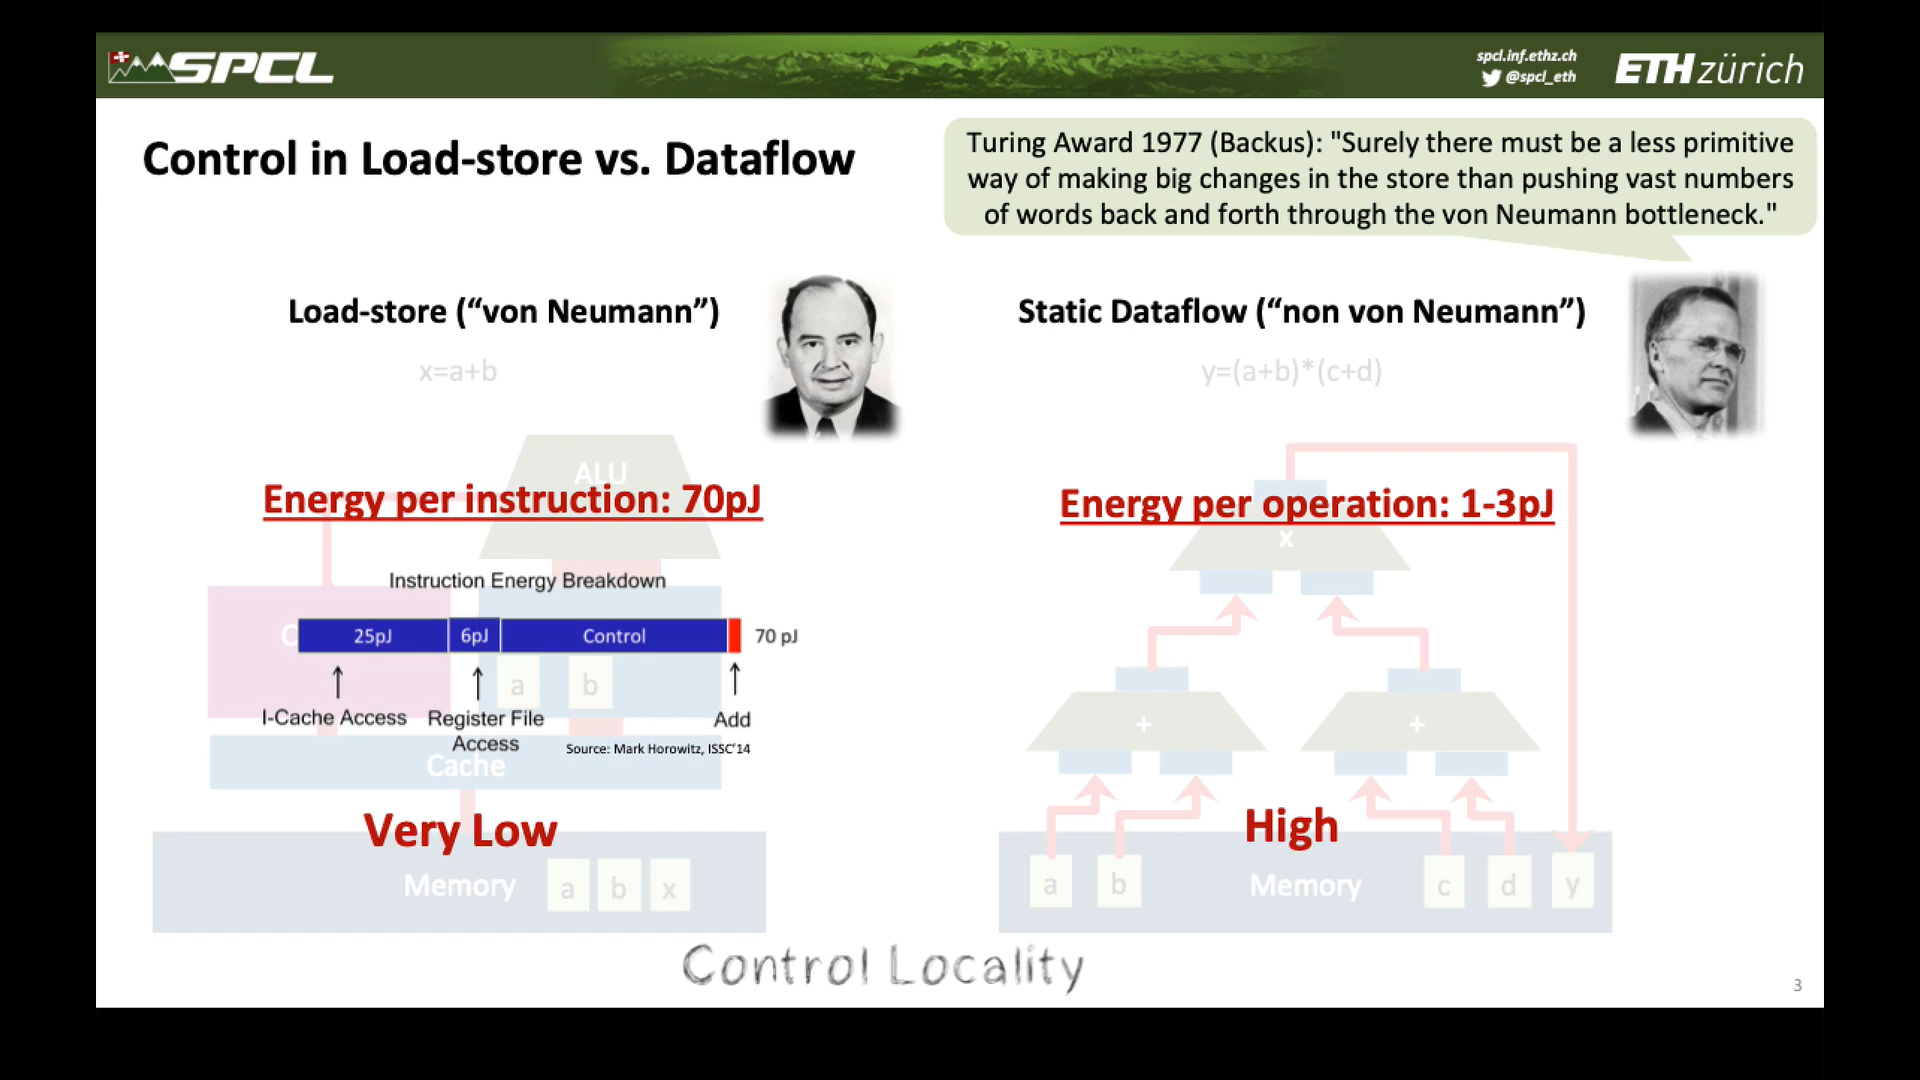 SPCL
spcl.inf.ethz.ch
@spcl_eth
ETH zürich
Control in Load-store vs. Dataflow
Turing Award 1977 (Backus): "Surely there must be a less primitive
way of making big changes in the store than pushing vast numbers
of words back and forth through the von Neumann bottleneck."
Load-store (“von Neumann”)
x=a+b
ALU
Energy per instruction: 70pJ
Instruction Energy Breakdown
25pJ
6pJ
Control
70 pJ
a
b
I-Cache Access
Register File
Access
Add
Source: Mark Horowitz, ISSC'14
Cache
Very Low
Memory
a
b
x
Static Dataflow (“non von Neumann”)
y=(a+b)*(c+d)
Energy per operation: 1-3pJ
x
+
+
High
a
b
Memory
c
d
y
Control Locality
3